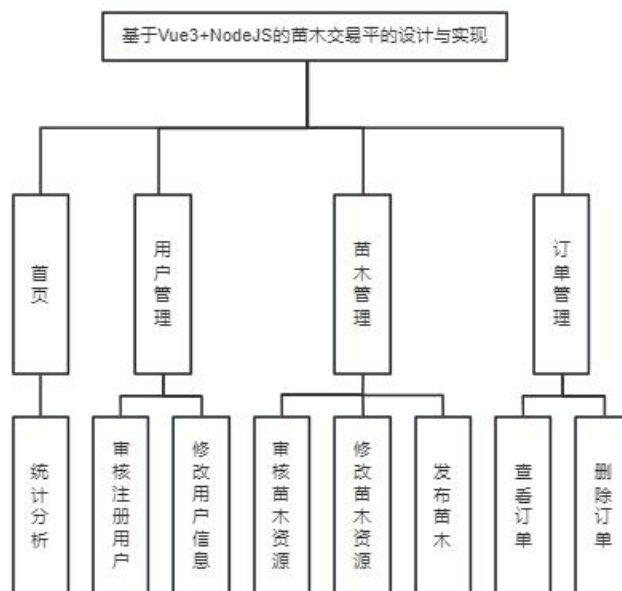 基于Vue3+NodeJS的苗木交易平的设计与实现
首页
用户管理
苗木管理
订单管理
统计分析
审核注册用户
修改用户信息
审核苗木资源
修改苗木资源
发布苗木
查看订单
删除订单